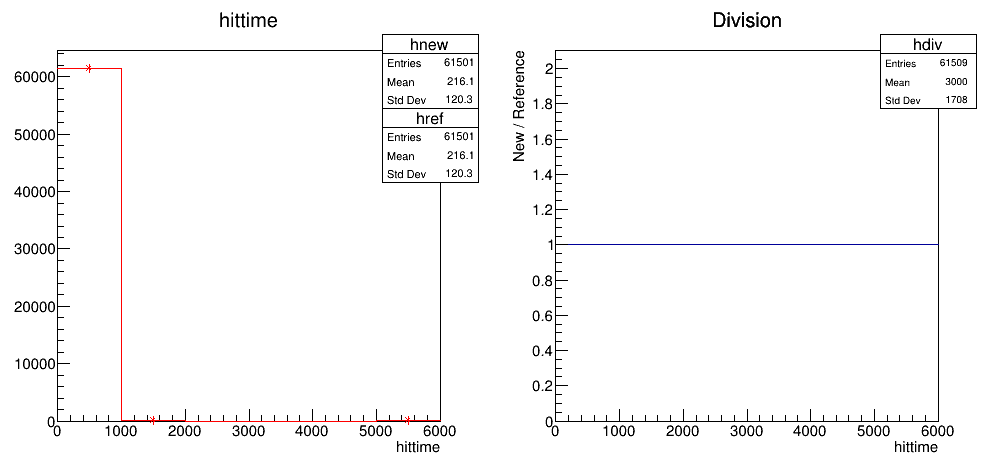 hittime
hnew
Entries 61501
Mean 216.1
Std Dev 120.3
href
Entries 61501
Mean 216.1
Std Dev 120.3
60000
50000
40000
30000
20000
10000
0
0 1000 2000 3000 4000 5000 6000
hittime
Division
hdiv
Entries 61509
Mean 3000
Std Dev 1708
New / Reference
2
1.8
1.6
1.4
1.2
1
0.8
0.6
0.4
0.2
0
0 1000 2000 3000 4000 5000 6000
hittime